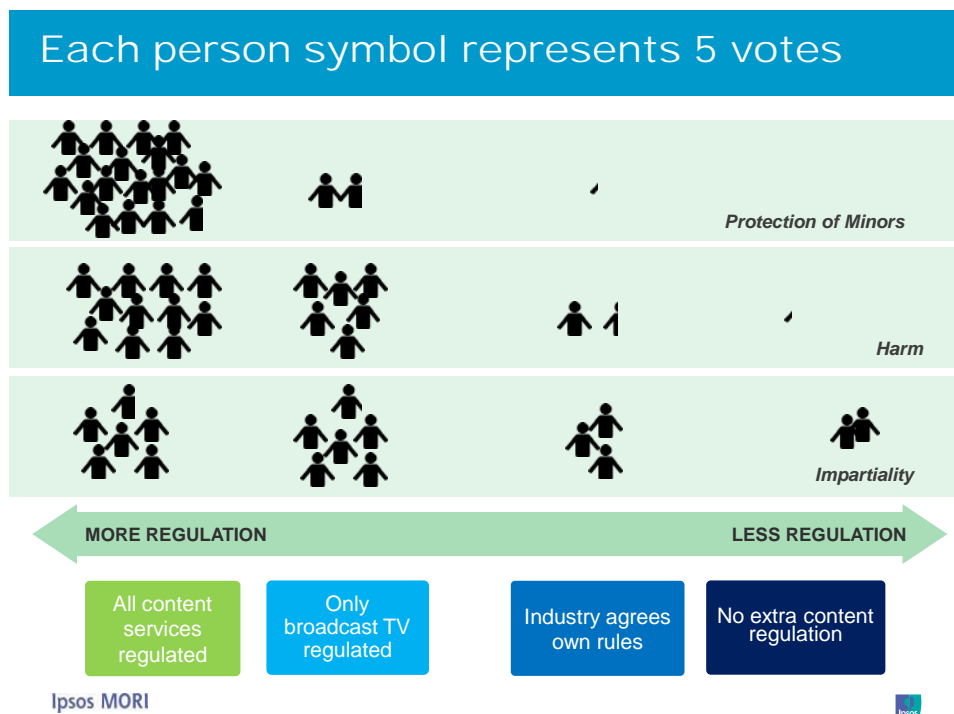 Each person symbol represents 5 votes
Protection of Minors
Harm
Impartiality
MORE REGULATION
LESS REGULATION
All content
services
regulated
Only
broadcast TV
regulated
Industry agrees
own rules
No extra content
regulation
Ipsos MORI
Ipsos